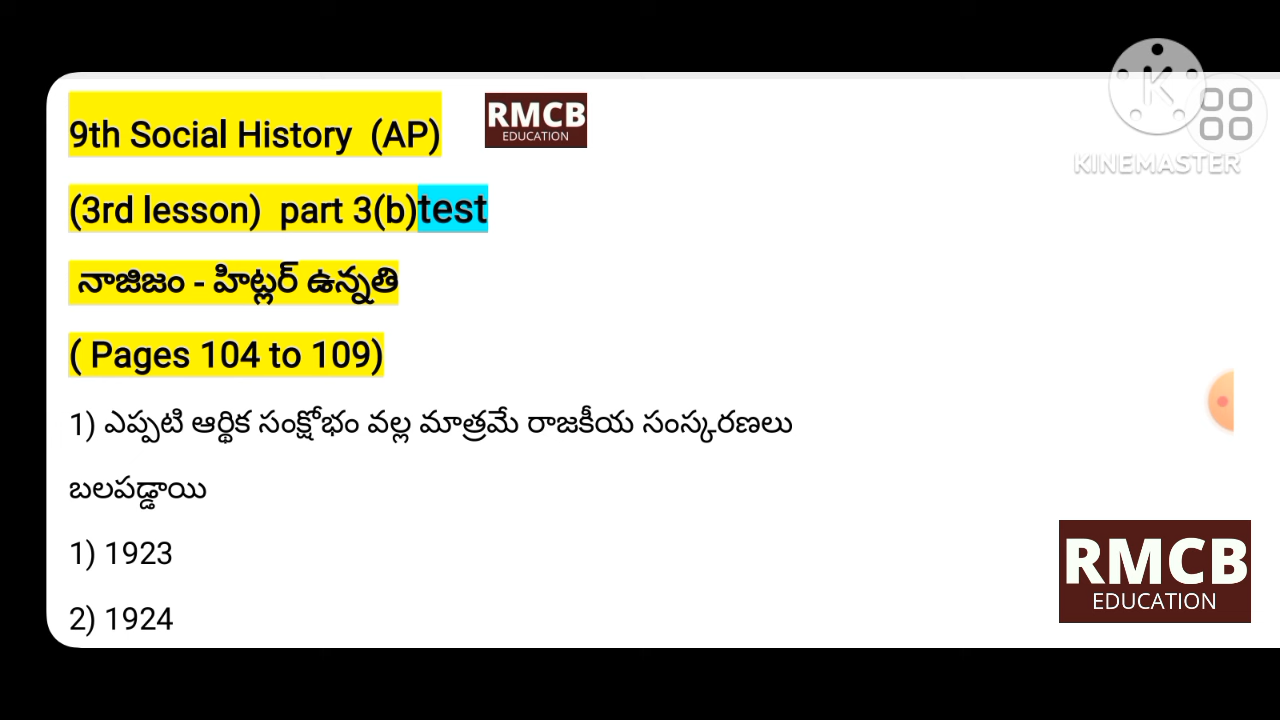 9th Social History (AP)
RMCB
EDUCATION
KINEMASTER
(3rd lesson) part 3(b)test
నాజిజం - హిట్లర్ ఉన్నతి
( Pages 104 to 109)
1) ఎప్పటి ఆర్థిక సంక్షోభం వల్ల మాత్రమే రాజకీయ సంస్కరణలు
బలపడ్డాయి
1) 1923
2) 1924
RMCB
EDUCATION